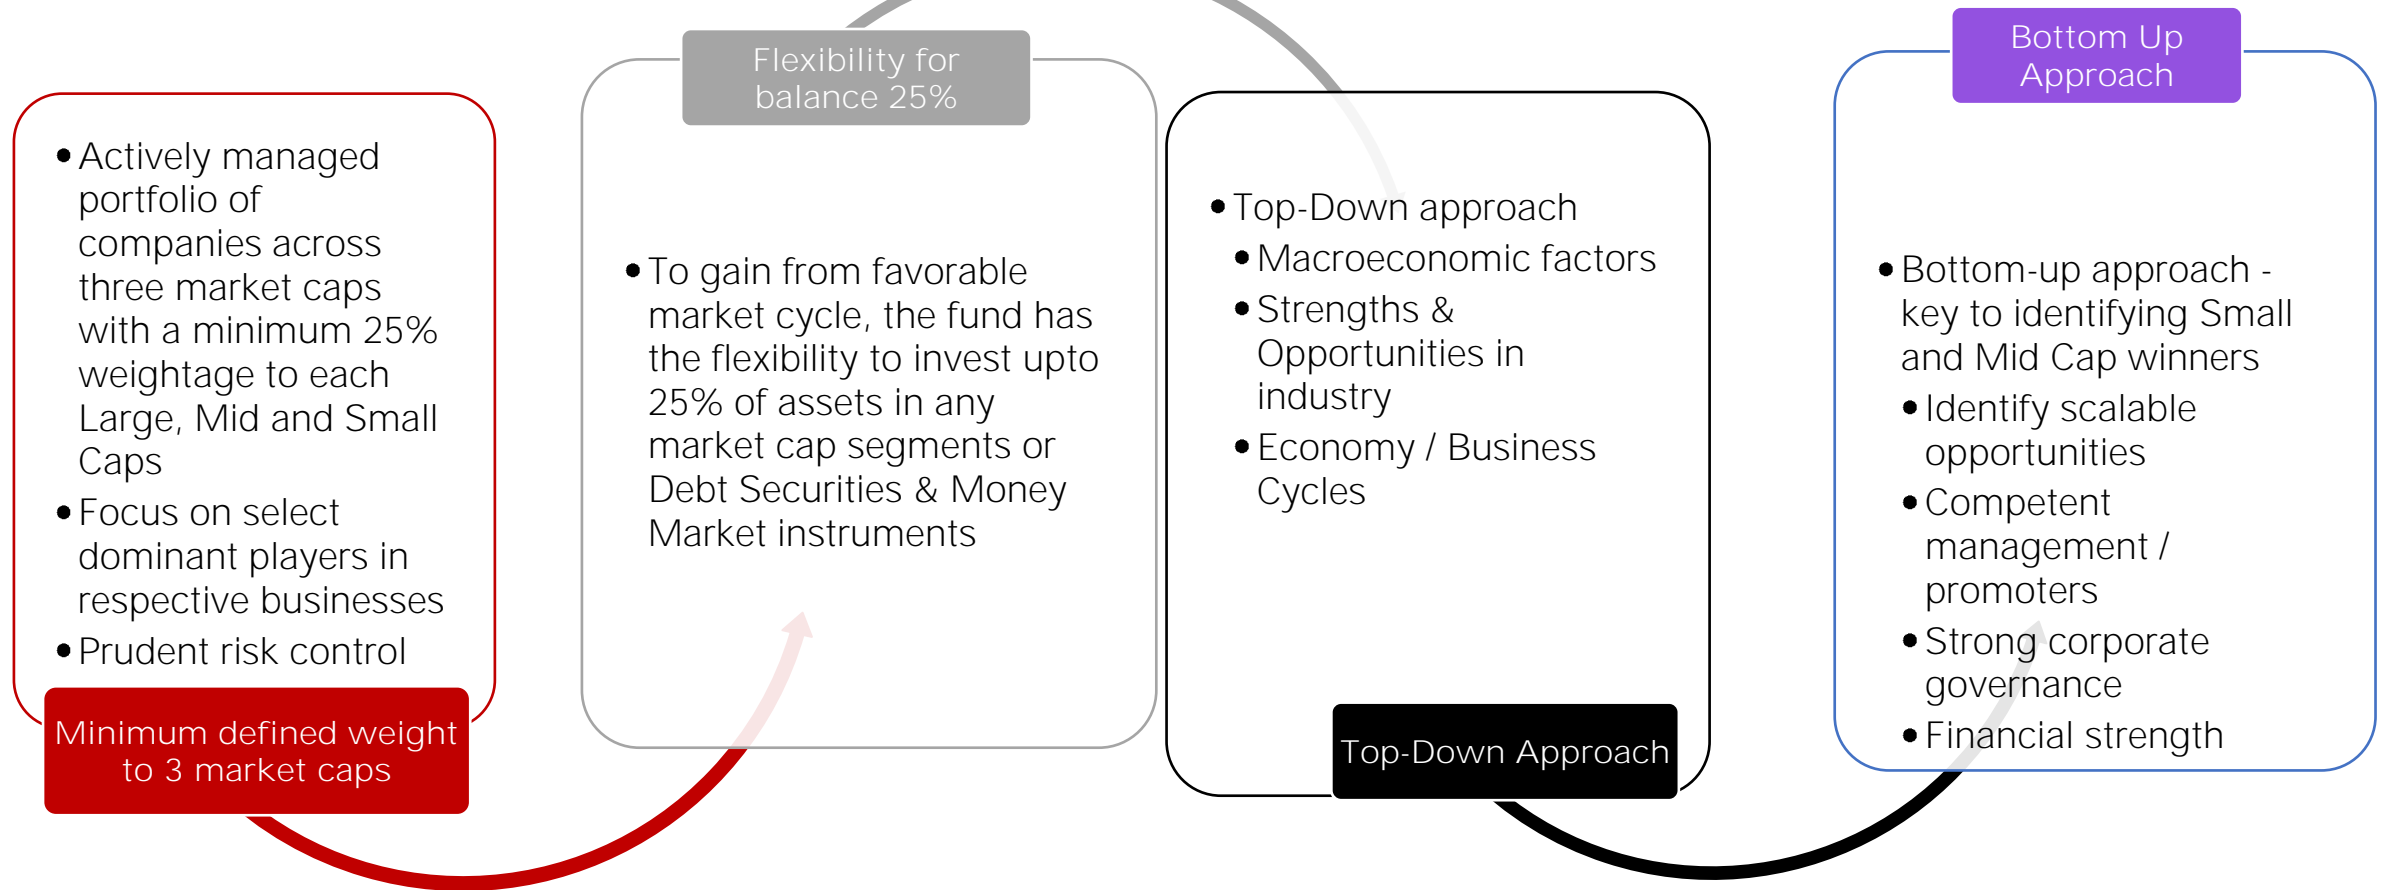 • Actively managed
portfolio of
companies across
three market caps
with a minimum 25%
weightage to each
Large, Mid and Small
Caps
• Focus on select
dominant players in
respective businesses
• Prudent risk control
Minimum defined weight
to 3 market caps
Flexibility for
balance 25%
• To gain from favorable
market cycle, the fund has
the flexibility to invest upto
25% of assets in any
market cap segments or
Debt Securities & Money
Market instruments
• Top-Down approach
• Macroeconomic factors
• Strengths &
Opportunities in
industry
• Economy / Business
Cycles
Top-Down Approach
Bottom Up
Approach
• Bottom-up approach -
key to identifying Small
and Mid Cap winners
• Identify scalable
opportunities
• Competent
management /
promoters
• Strong corporate
governance
• Financial strength